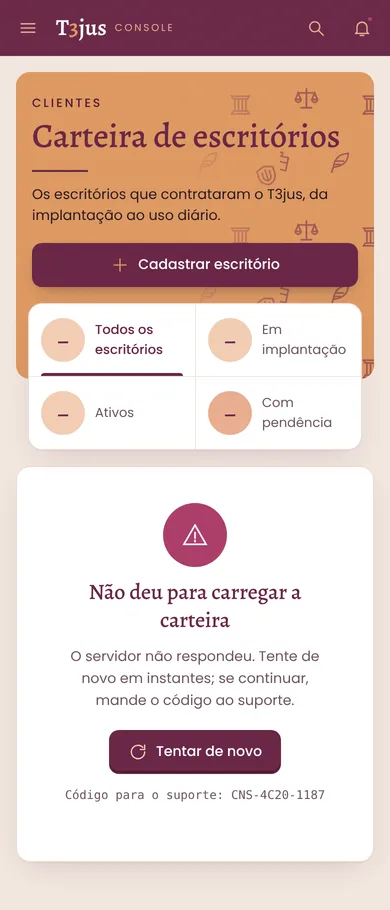 T3jus CONSOLE
CLIENTES
Carteira de escritórios
Os escritórios que contrataram o T3jus, da
implantação ao uso diário.
Cadastrar escritório
– Todos os
escritórios
– Em
implantação
– Ativos
– Com
pendência
Não deu para carregar a
carteira
O servidor não respondeu. Tente de
novo em instantes; se continuar,
mande o código ao suporte.
Tentar de novo
Código para o suporte: CNS-4C20-1187